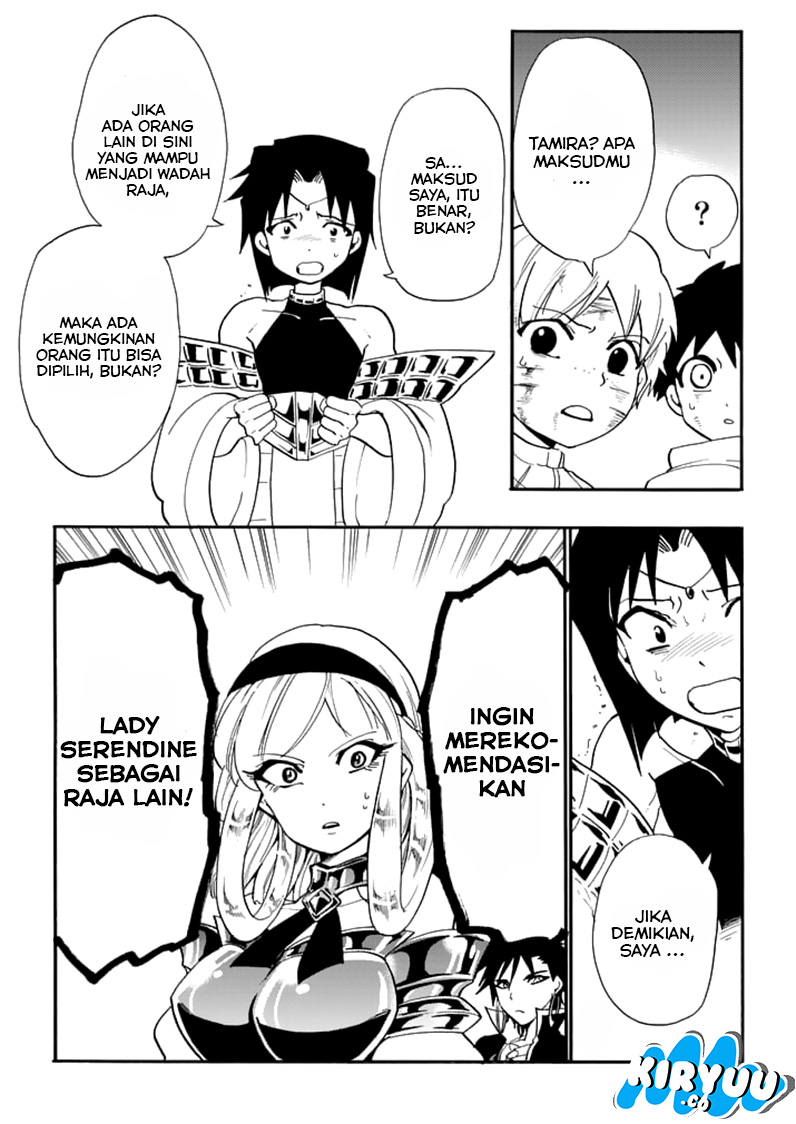 TAMIRA? APA
MAKSUDMU
...
?
SA...
MAKSUD
SAYA, ITU
BENAR,
BUKAN?
JIKA
ADA ORANG
LAIN DI SINI
YANG MAMPU
MENJADI WADAH
RAJA,
MAKA ADA
KEMUNGKINAN
ORANG ITU BISA
DIPILIH, BUKAN?
JIKA
DEMIKIAN,
SAYA ...
INGIN
MEREKO-
MENDASI-
KAN
LADY
SERENDINE
SEBAGAI
RAJA LAIN!
KIRYUU
.CO